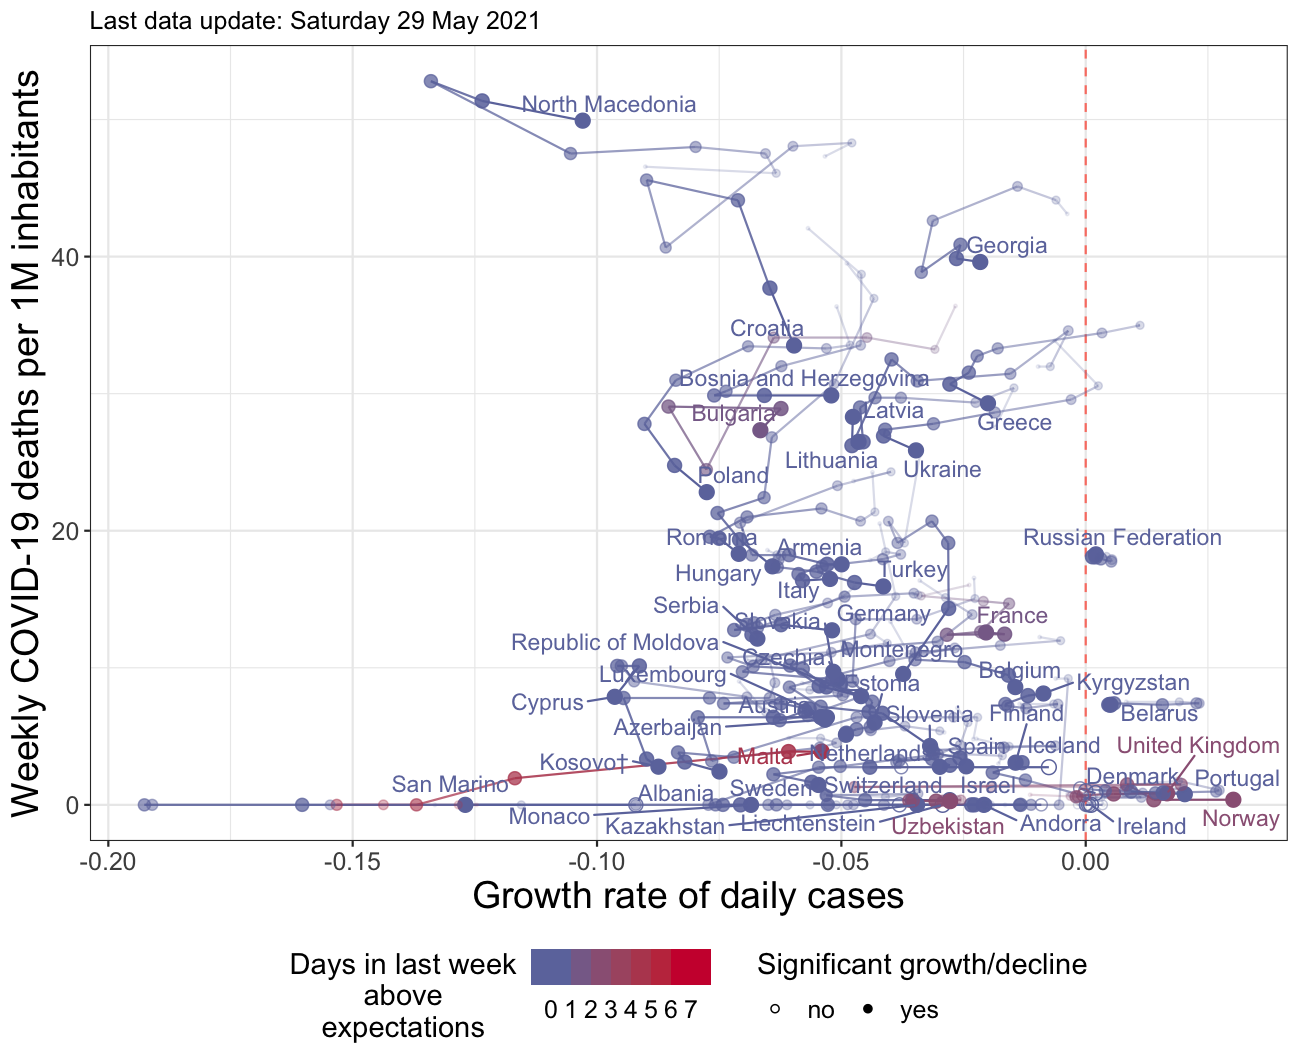 Last data update: Saturday 29 May 2021
Weekly COVID-19 deaths per 1M inhabitants
North Macedonia
40
Georgia
Croatia
Bosnia and Herzegovina
Bulgaria
Latvia
Greece
Lithuania
Ukraine
Poland
20
Romania
Armenia
Russian Federation
Hungary
Italy
Turkey
Serbia
Germany
France
Slovakia
Republic of Moldova
Czechia
Montenegro
Luxembourg
Estonia
Belgium
Kyrgyzstan
Cyprus
Austria
Slovenia
Finland
Belarus
Azerbaijan
Kosovo†
Malta
Netherlands
Spain
Iceland
United Kingdom
San Marino
Albania
Sweden
Switzerland
Israel
Denmark
Portugal
0
Monaco
Kazakhstan
Liechtenstein
Uzbekistan
Andorra
Ireland
Norway
-0.20 -0.15 -0.10 -0.05 0.00
Growth rate of daily cases
Days in last week
above
expectations
0 1 2 3 4 5 6 7
Significant growth/decline
no yes